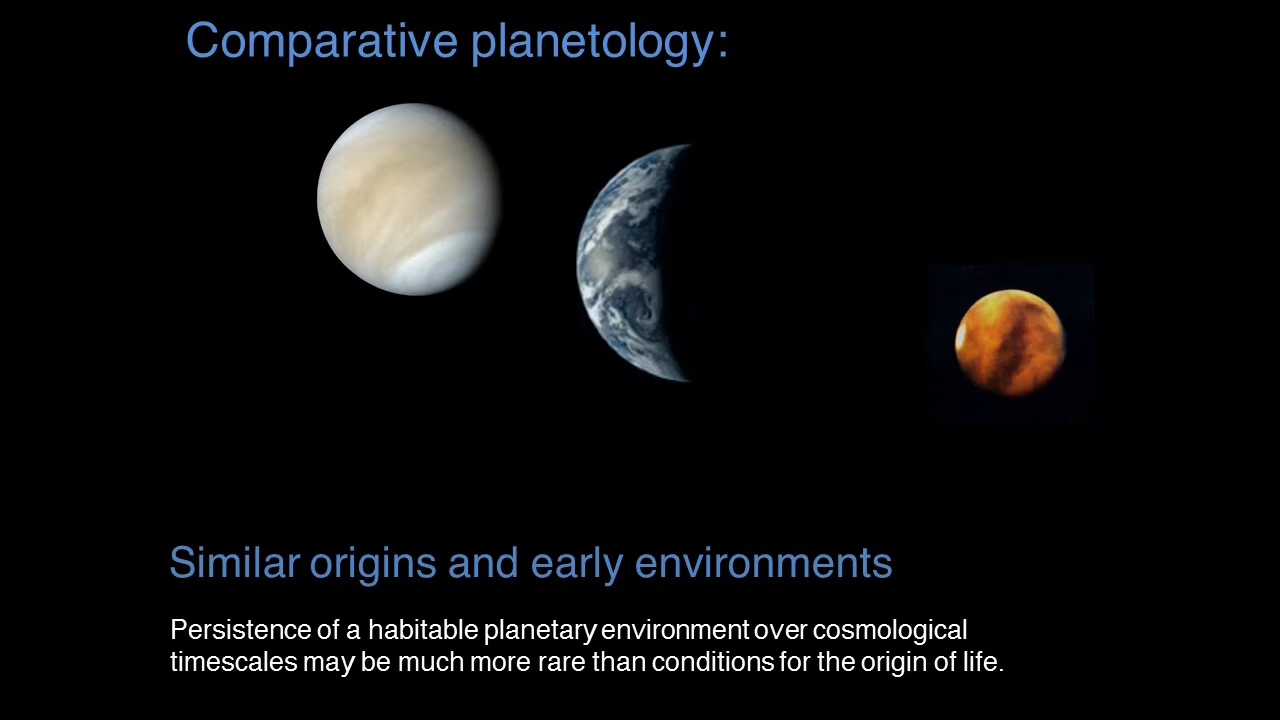 Comparative planetology:
Similar origins and early environments
Persistence of a habitable planetary environment over cosmological
timescales may be much more rare than conditions for the origin of life.